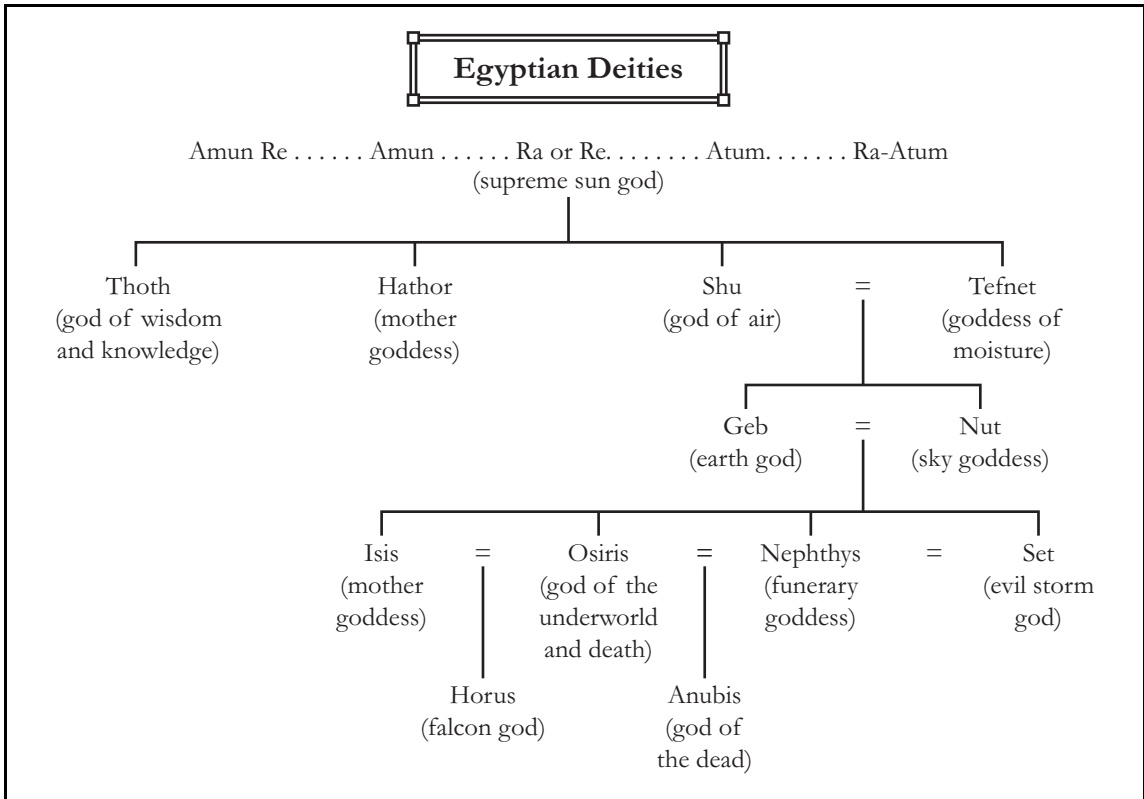 Egyptian Deities
Amun Re . . . . . . Amun . . . . . . Ra or Re. . . . . . . . Atum. . . . . . . Ra-Atum
(supreme sun god)
Thoth
(god of wisdom
and knowledge)
Hathor
(mother
goddess)
Shu
(god of air)
=
Tefnet
(goddess of
moisture)
Geb
(earth god)
=
Nut
(sky goddess)
Isis
(mother
goddess)
=
Osiris
(god of the
underworld
and death)
=
Nephthys
(funerary
goddess)
=
Set
(evil storm
god)
Horus
(falcon god)
Anubis
(god of
the dead)